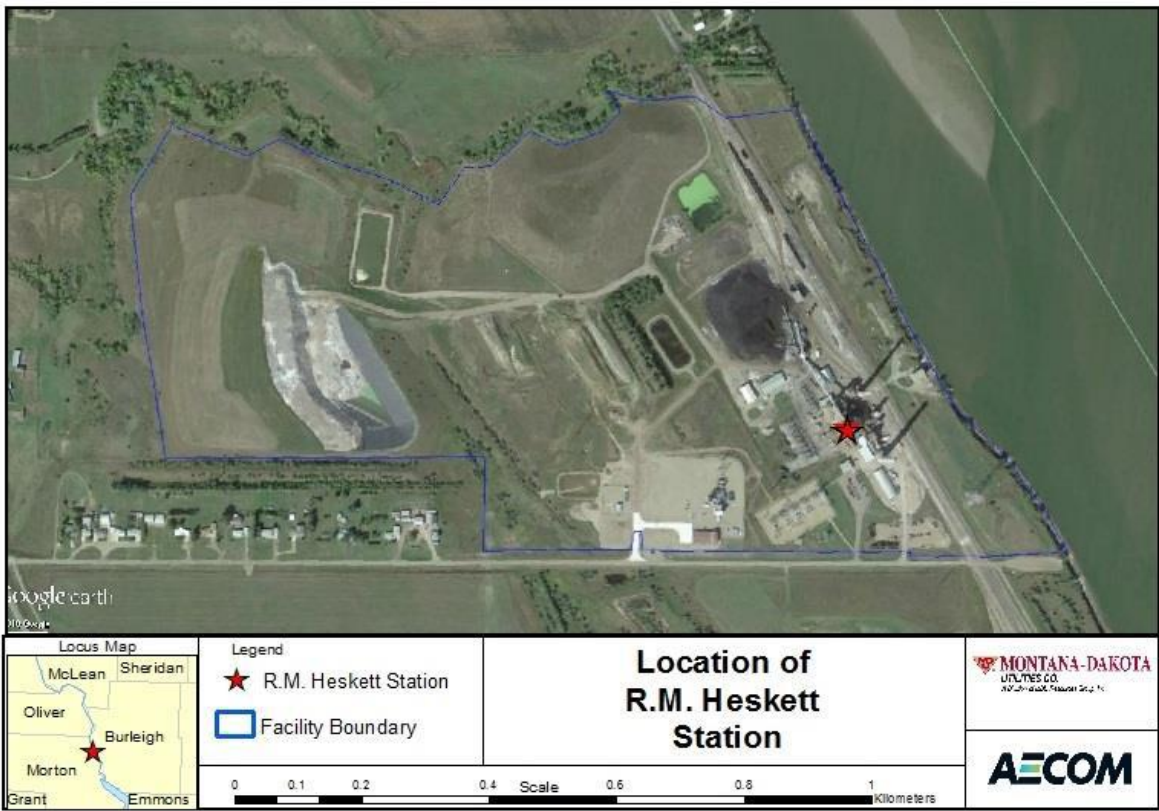 Google earth
Locus Map
McLean
Sheridan
Oliver
Burleigh
Morton
Grant
Emmons
Legend
R.M. Heskett Station
Facility Boundary
Location of
R.M. Heskett
Station
0 0.1 0.2 0.4 Scale 0.6 0.8 1
Kilometers
MONTANA-DAKOTA
UTILITIES CO.
AECOM